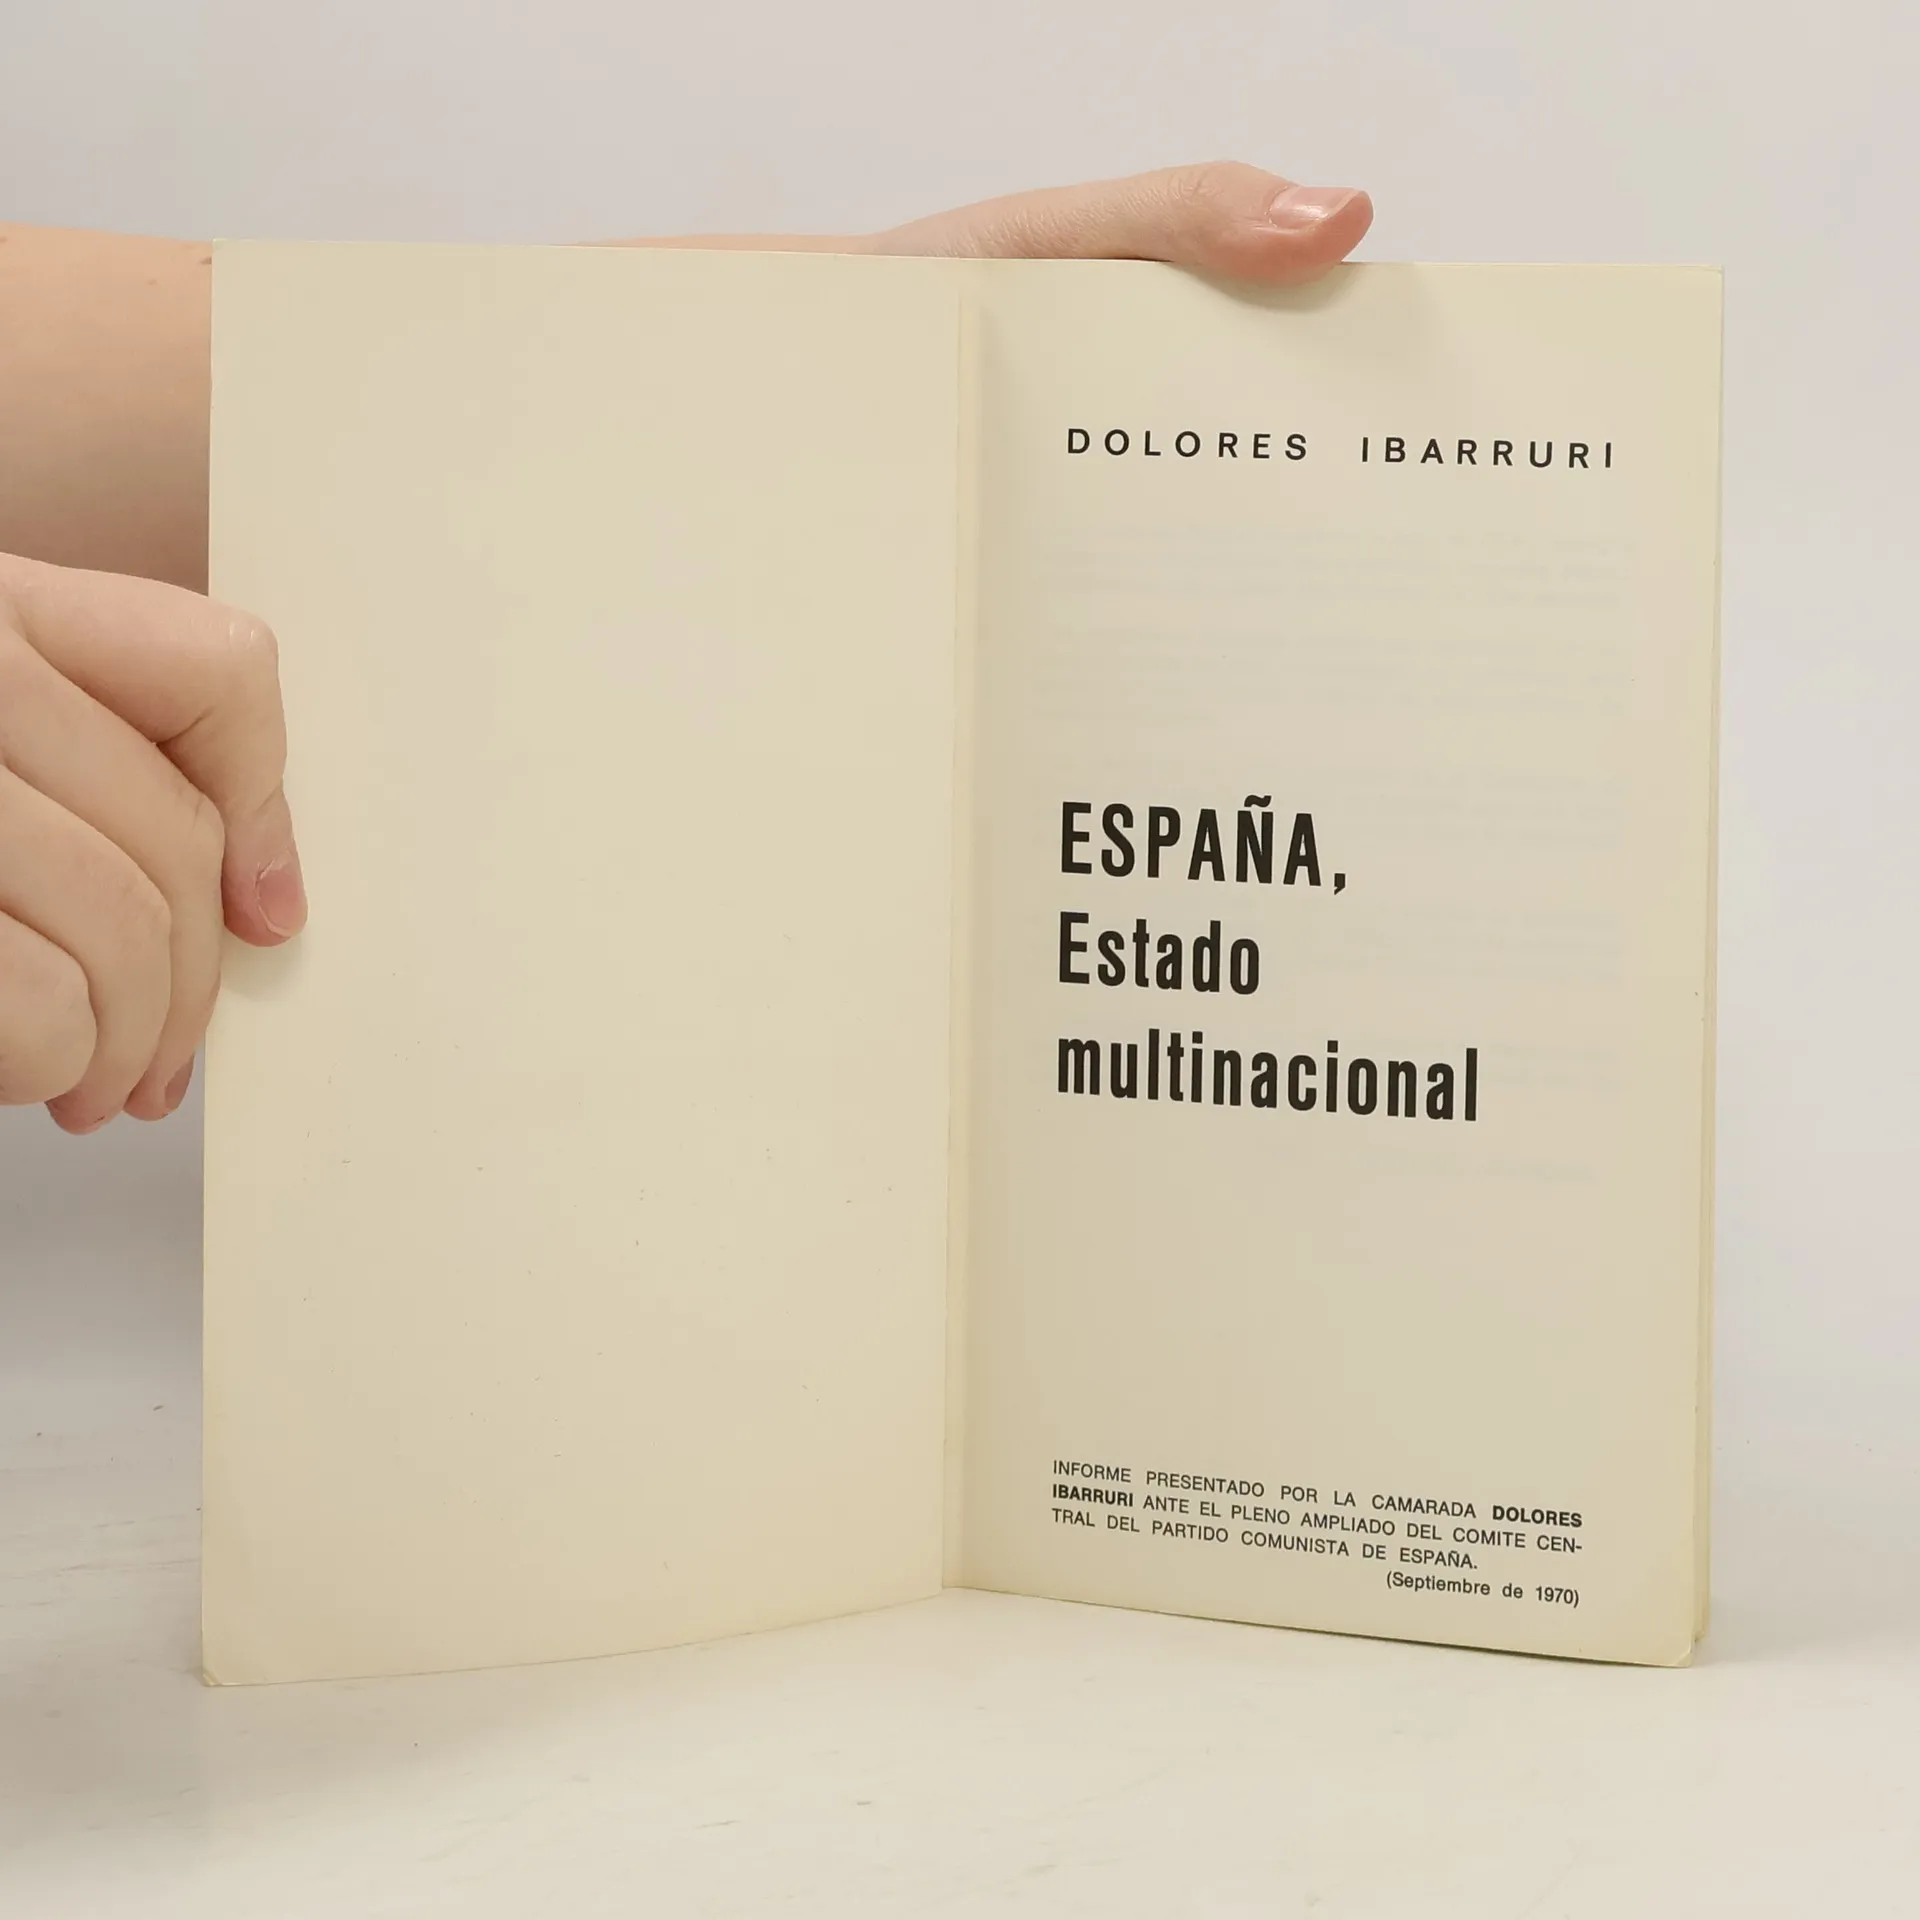 DOLORES IBARRURI
ESPAÑA,
Estado
multinacional
INFORME PRESENTADO POR LA CAMARADA DOLORES
IBARRURI ANTE EL PLENO AMPLIADO DEL COMITE CEN-
TRAL DEL PARTIDO COMUNISTA DE ESPAÑA.
(Septiembre de 1970)